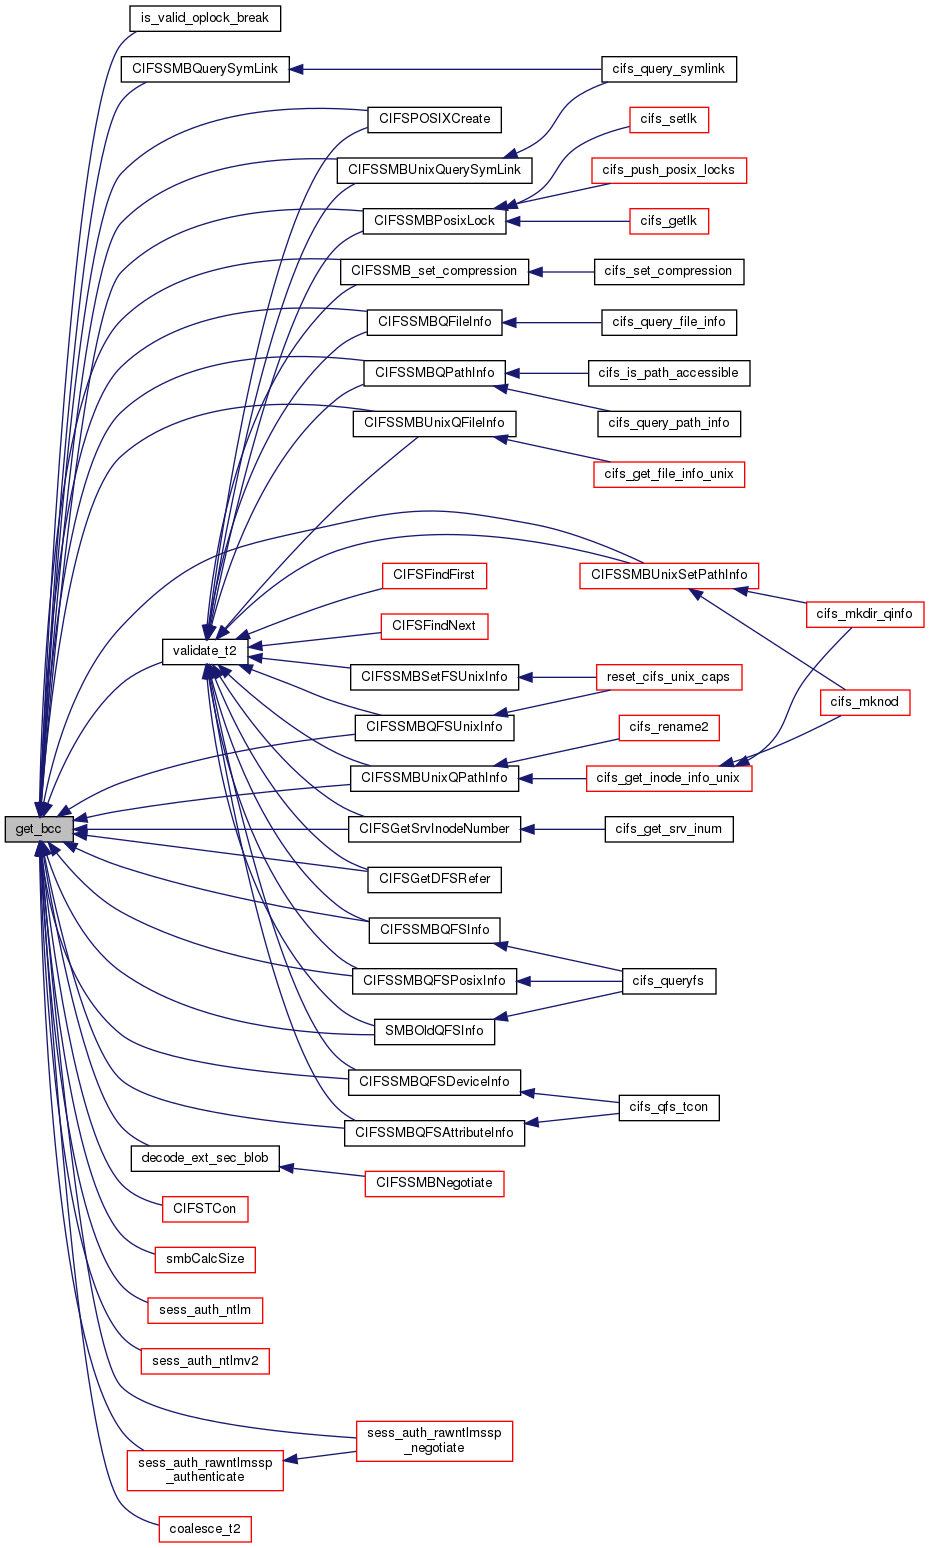 is_valid_oplock_break
CIFSSMBQuerySymLink
cifs_query_symlink
CIFSPOSIXCreate
cifs_setlk
CIFSSMBUnixQuerySymLink
cifs_push_posix_locks
CIFSSMBPosixLock
cifs_getlk
CIFSSMB_set_compression
cifs_set_compression
CIFSSMBQFileInfo
cifs_query_file_info
CIFSSMBQPathInfo
cifs_is_path_accessible
cifs_query_path_info
CIFSSMBUnixQFileInfo
cifs_get_file_info_unix
CIFSFindFirst
CIFSSMBUnixSetPathInfo
cifs_mkdir_qinfo
CIFSFindNext
validate_t2
CIFSSMBSetFSUnixInfo
reset_cifs_unix_caps
cifs_mknod
CIFSSMBQFSUnixInfo
cifs_rename2
CIFSSMBUnixQPathInfo
cifs_get_inode_info_unix
get_bcc
CIFSGetSrvInodeNumber
cifs_get_srv_inum
CIFSGetDFSRefer
CIFSSMBQFSInfo
CIFSSMBQFSPosixInfo
cifs_queryfs
SMBOldQFSInfo
CIFSSMBQFSDeviceInfo
cifs_qfs_tcon
CIFSSMBQFSAttributeInfo
decode_ext_sec_blob
CIFSSMBNegotiate
CIFSTCon
smbCalcSize
sess_auth_ntlm
sess_auth_ntlmv2
sess_auth_rawntlmssp
_negotiate
sess_auth_rawntlmssp
_authenticate
coalesce_t2